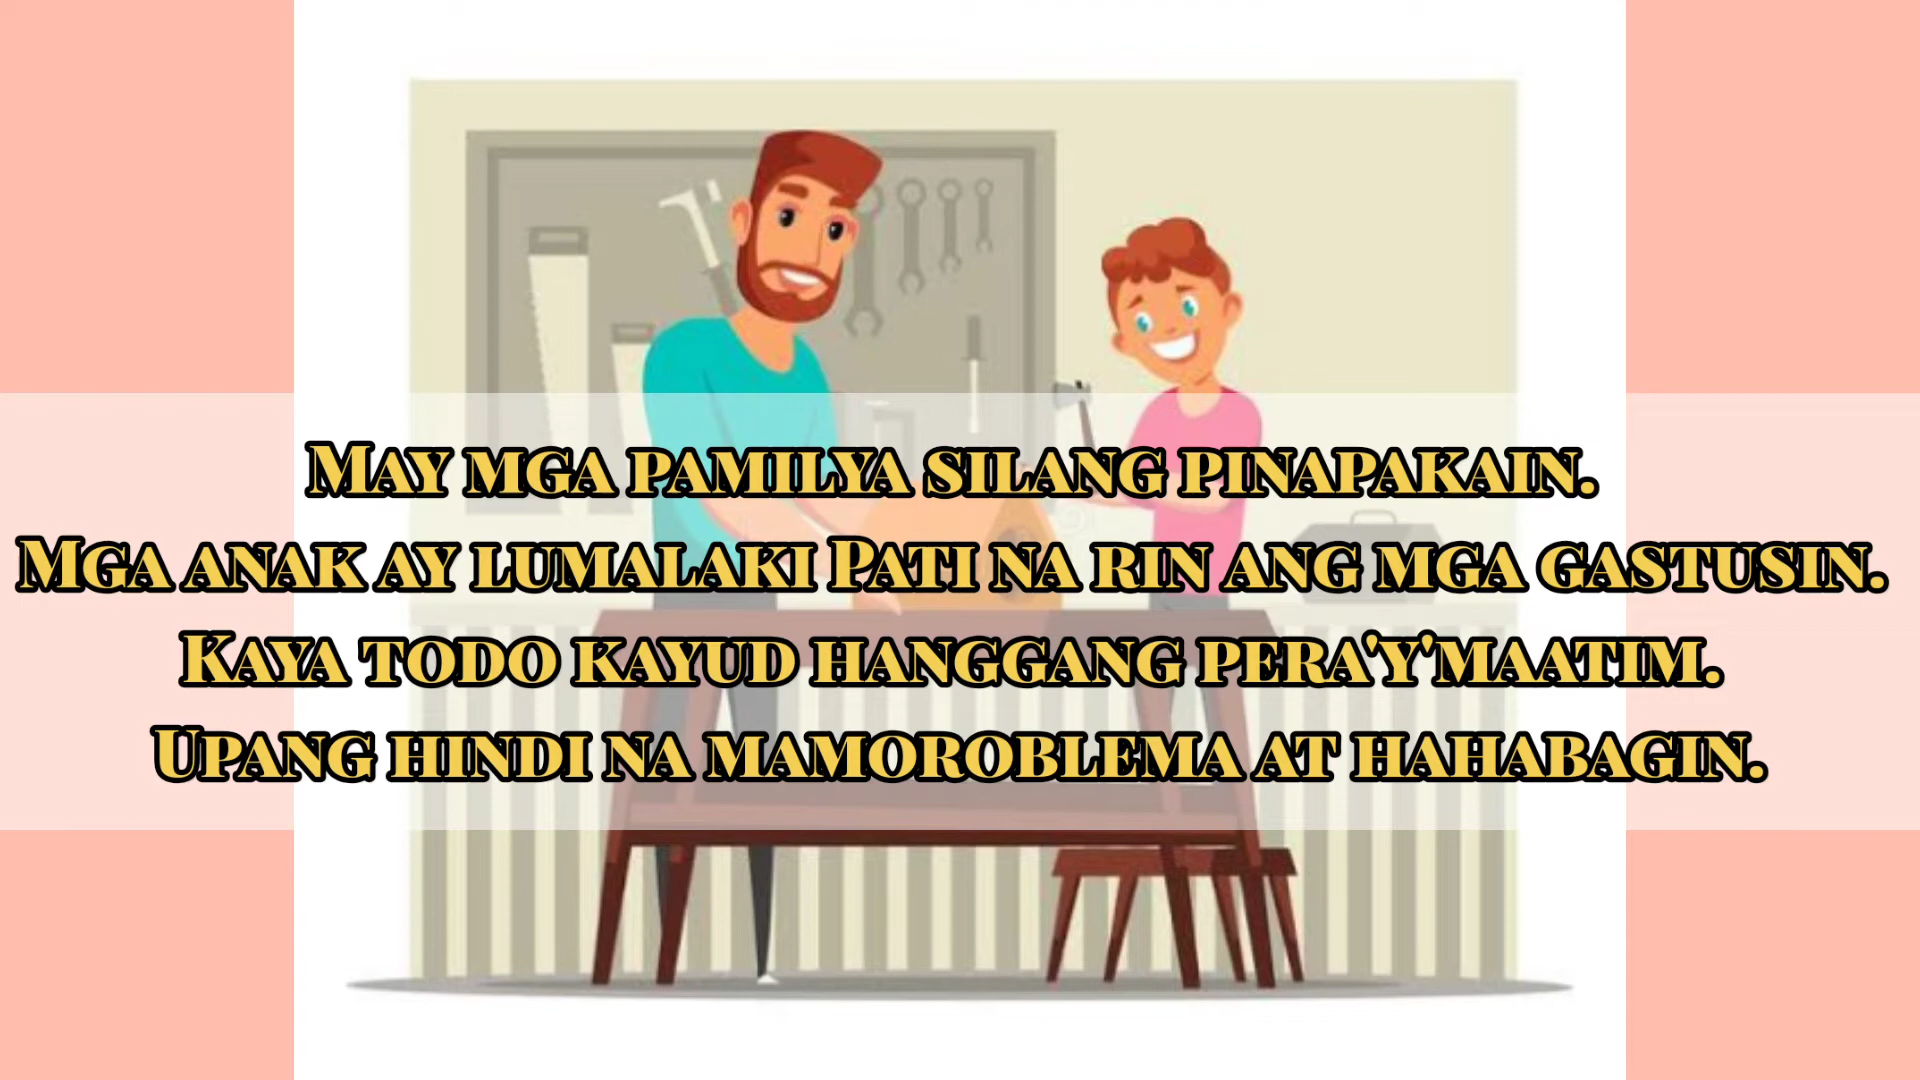 May mga pamilya silang pinapakain.
Mga anak ay lumalaki Pati na rin ang mga gastusin.
Kaya todo kayud hanggang pera'y'maatim.
Upang hindi na mamoroblema at hahabagin.